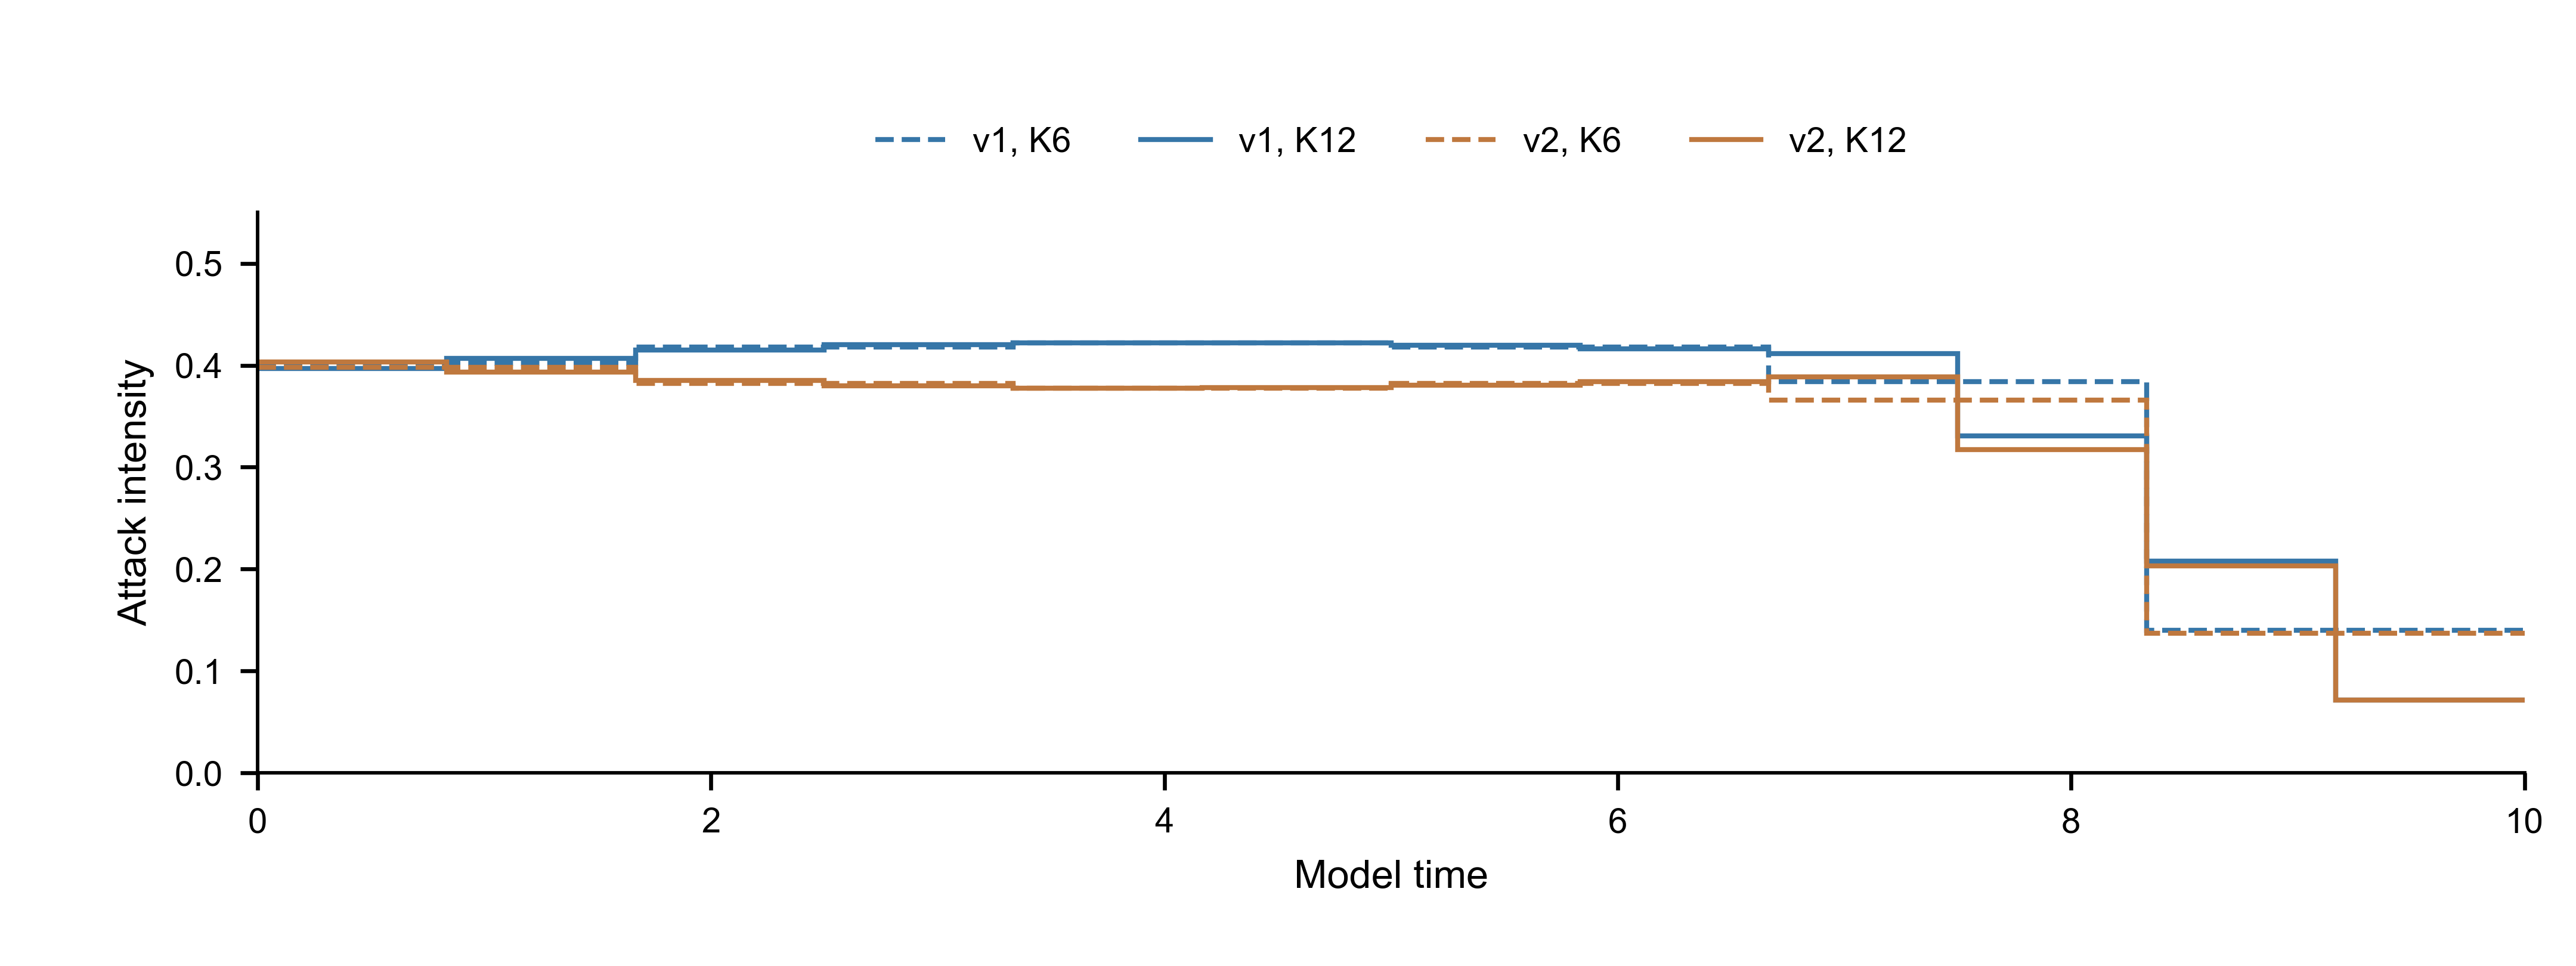 v1, K6 v1, K12 v2, K6 v2, K12
Attack intensity
0.5
0.4
0.3
0.2
0.1
0.0
0 2 4 6 8 10
Model time